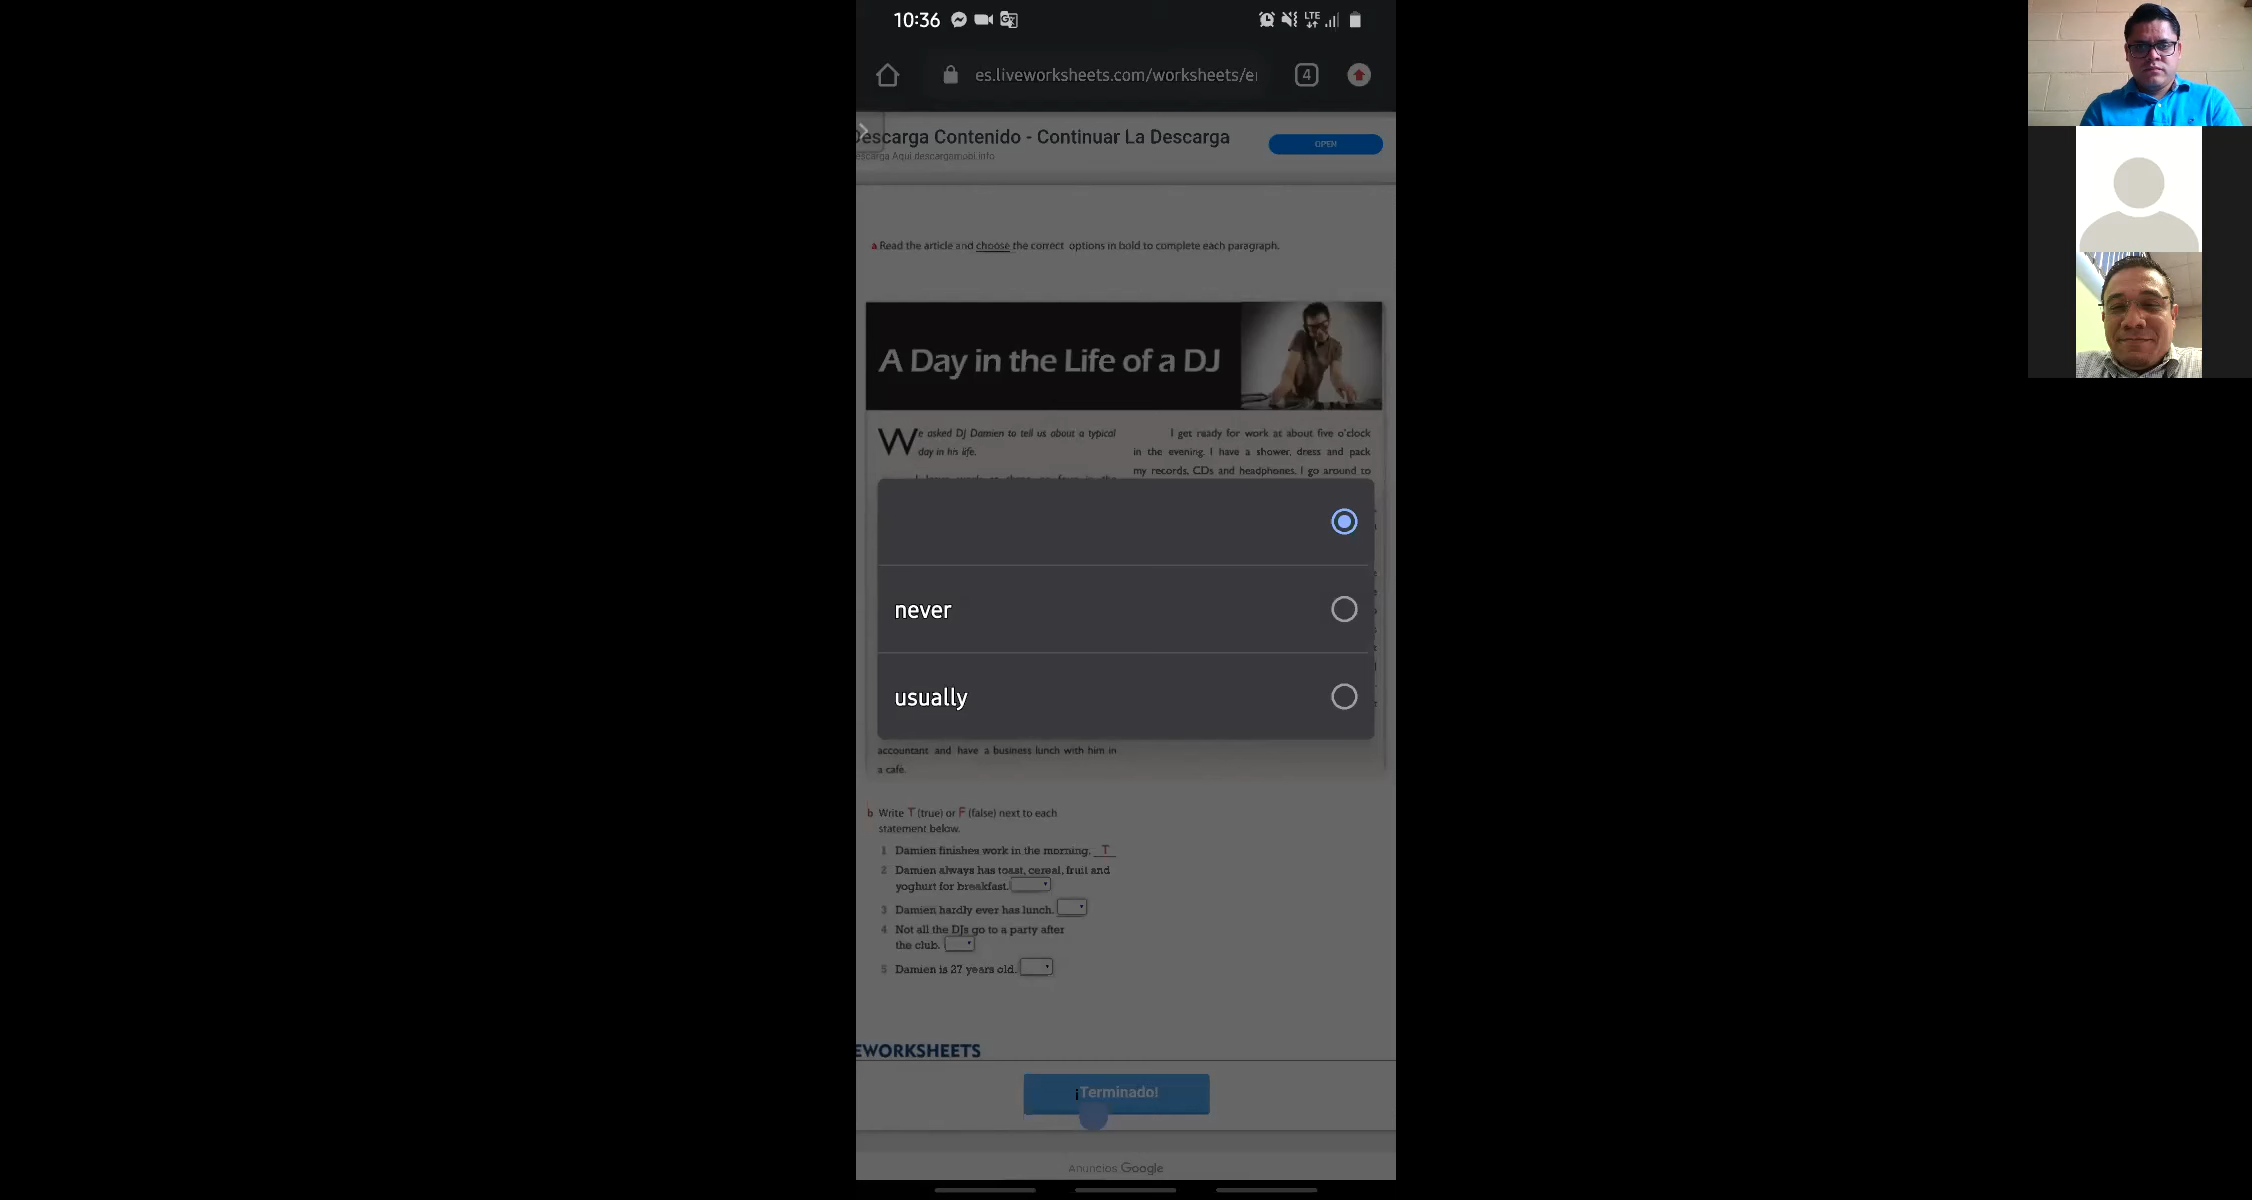 10:36
LTE
es.liveworksheets.com/worksheets/e
4
Descarga Contenido - Continuar La Descarga
OPEN
escarga Aqui descargamobi.info
a Read the article and choose the correct options in bold to complete each paragraph.
A Day in the Life of a DJ
We asked DJ Damien to tell us about a typical
day in his life.
I get ready for work at about five o'clock
in the evening. I have a shower, dress and pack
my records, CDs and headphones. I go around to
never
usually
accountant and have a business lunch with him in
a café.
b Write T (true) or F (false) next to each
statement below.
1 Damien finishes work in the morning. T
2 Damien always has toast, cereal, fruit and
yoghurt for breakfast.
3 Damien hardly ever has lunch.
4 Not all the DJs go to a party after
the club.
5 Damien is 27 years old.
EWORKSHEETS
¡Terminado!
Anuncios Google